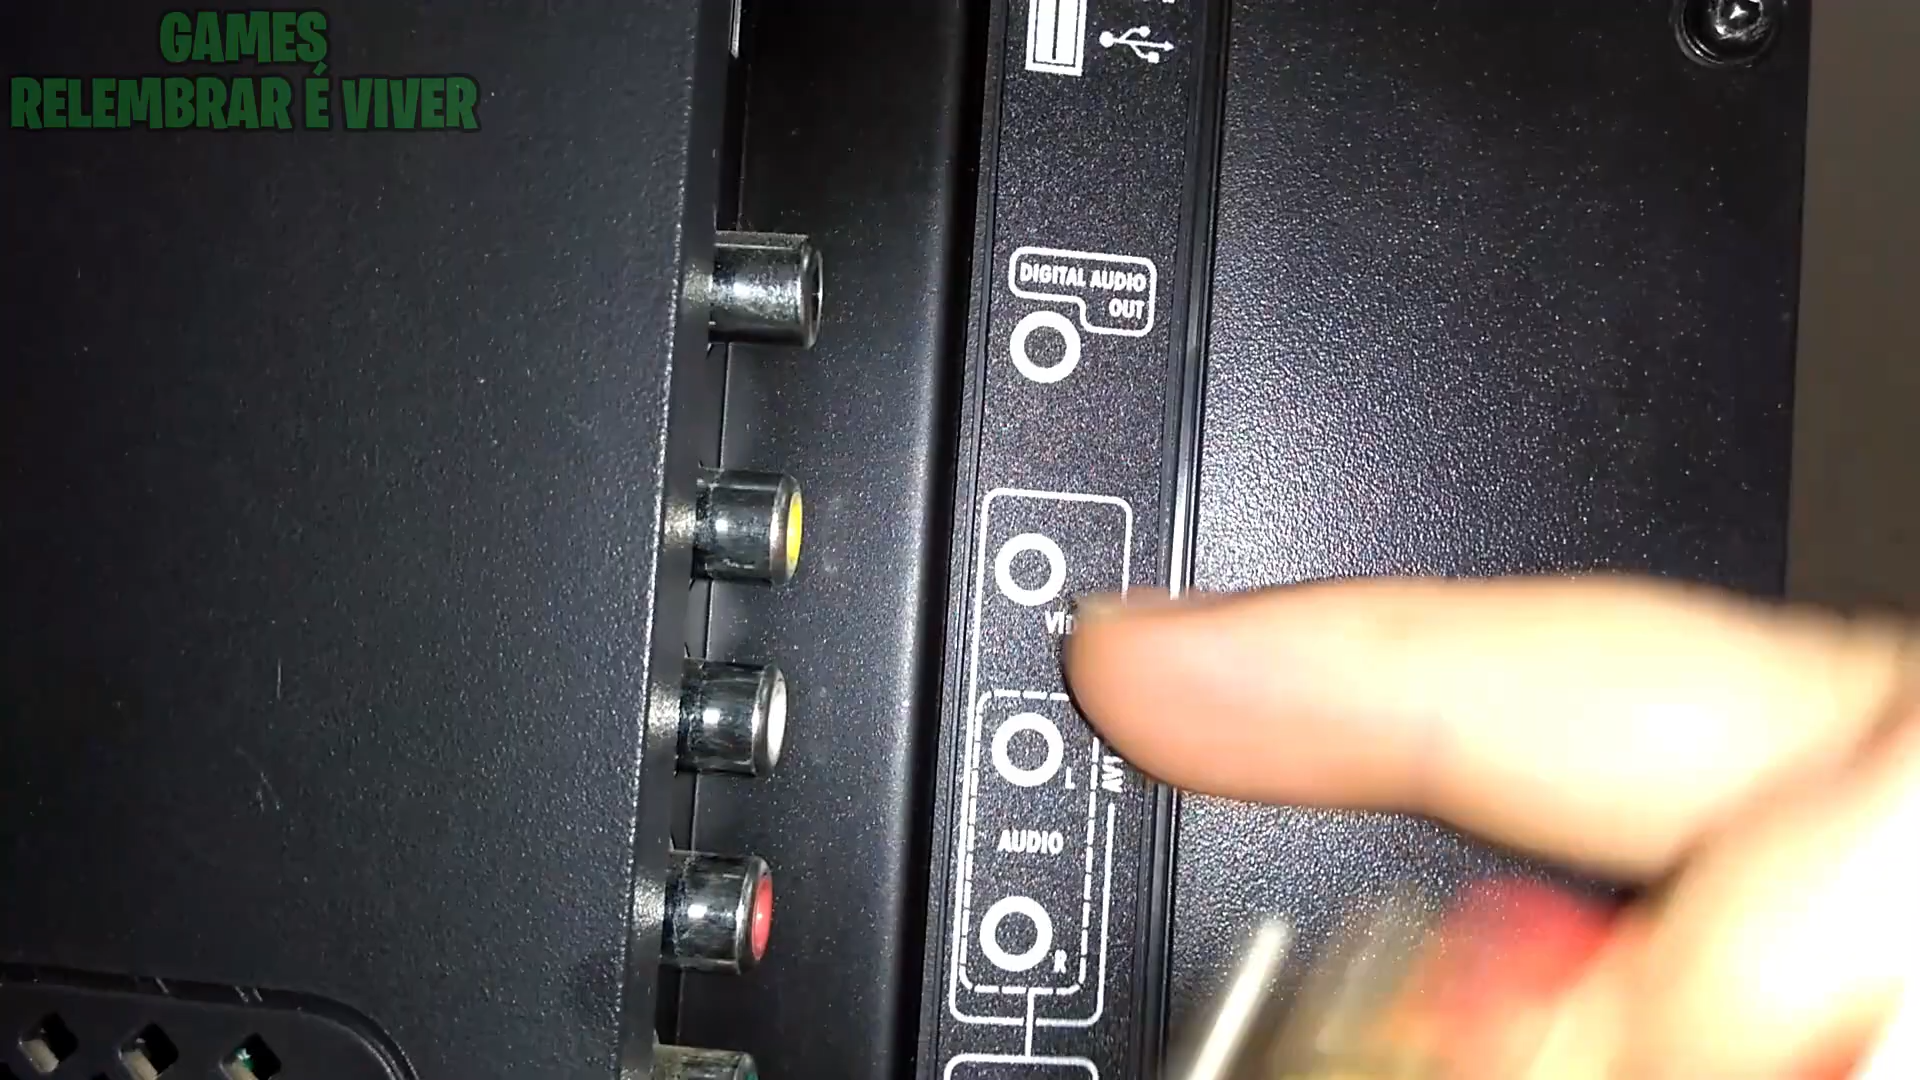 GAMES
RELEMBRAR É VIVER
DIGITAL AUDIO
OUT
L
AUDIO
R